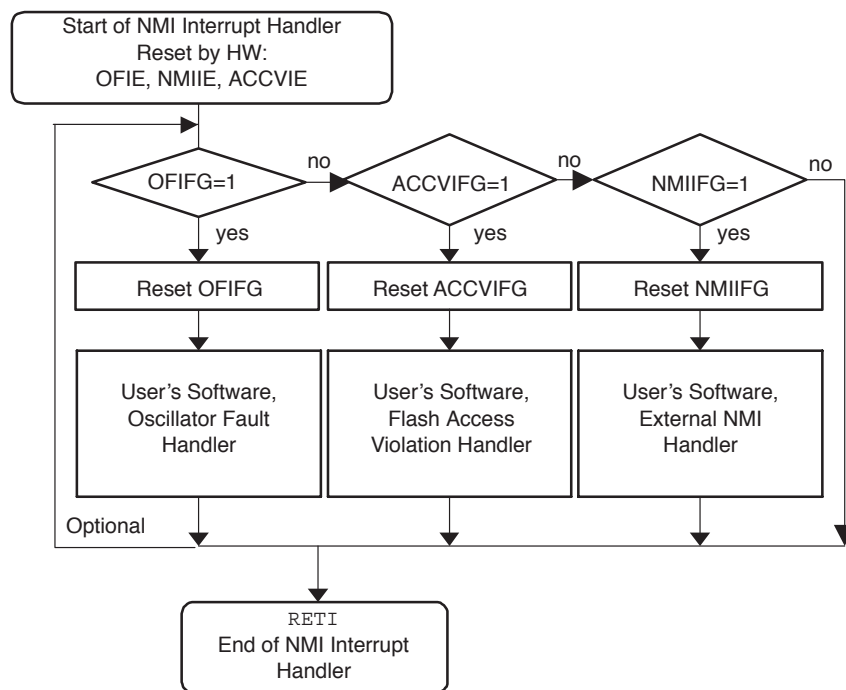 Start of NMI Interrupt Handler
Reset by HW:
OFIE, NMIIE, ACCVIE
OFIFG=1
no
ACCVIFG=1
no
NMIIFG=1
no
yes
yes
yes
Reset OFIFG
Reset ACCVIFG
Reset NMIIFG
User's Software,
Oscillator Fault
Handler
User's Software,
Flash Access
Violation Handler
User's Software,
External NMI
Handler
Optional
RETI
End of NMI Interrupt
Handler